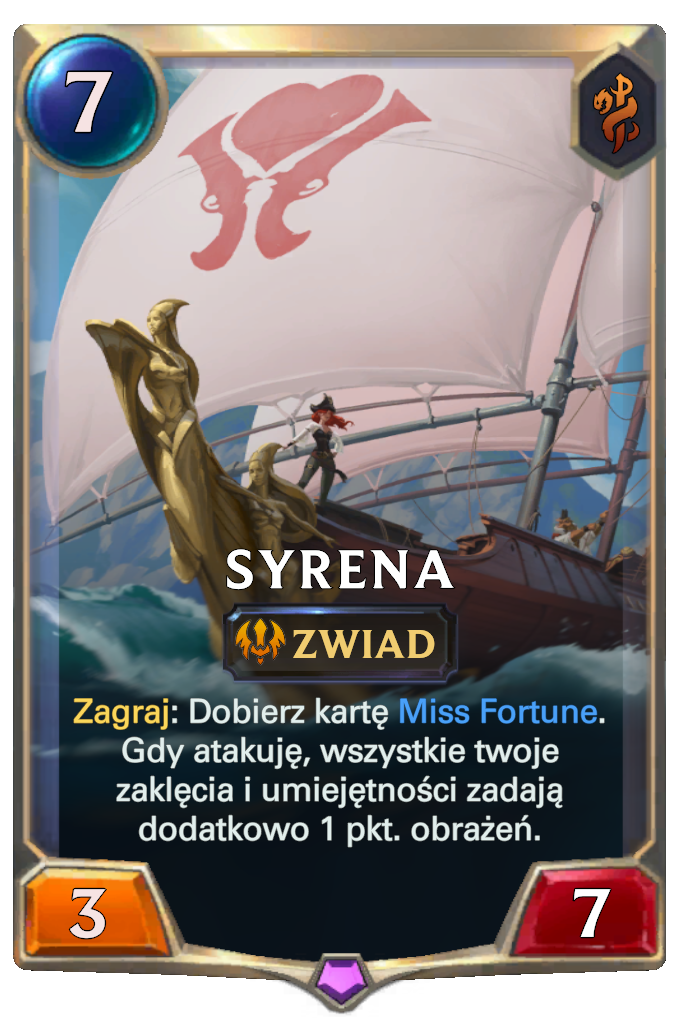 7
SYRENA
ZWIAD
Zagraj: Dobierz kartę Miss Fortune.
Gdy atakuję, wszystkie twoje
zaklęcia i umiejętności zadają
dodatkowo 1 pkt. obrażeń.
3
7